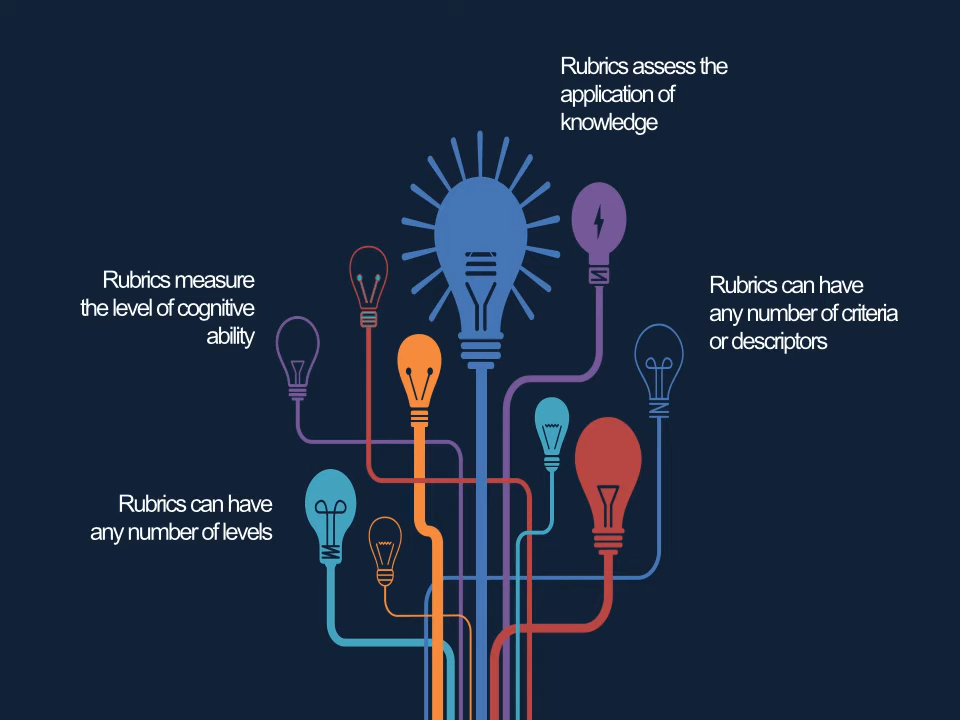 Rubrics assess the
application of
knowledge
Rubrics measure
the level of cognitive
ability
Rubrics can have
any number of criteria
or descriptors
Rubrics can have
any number of levels